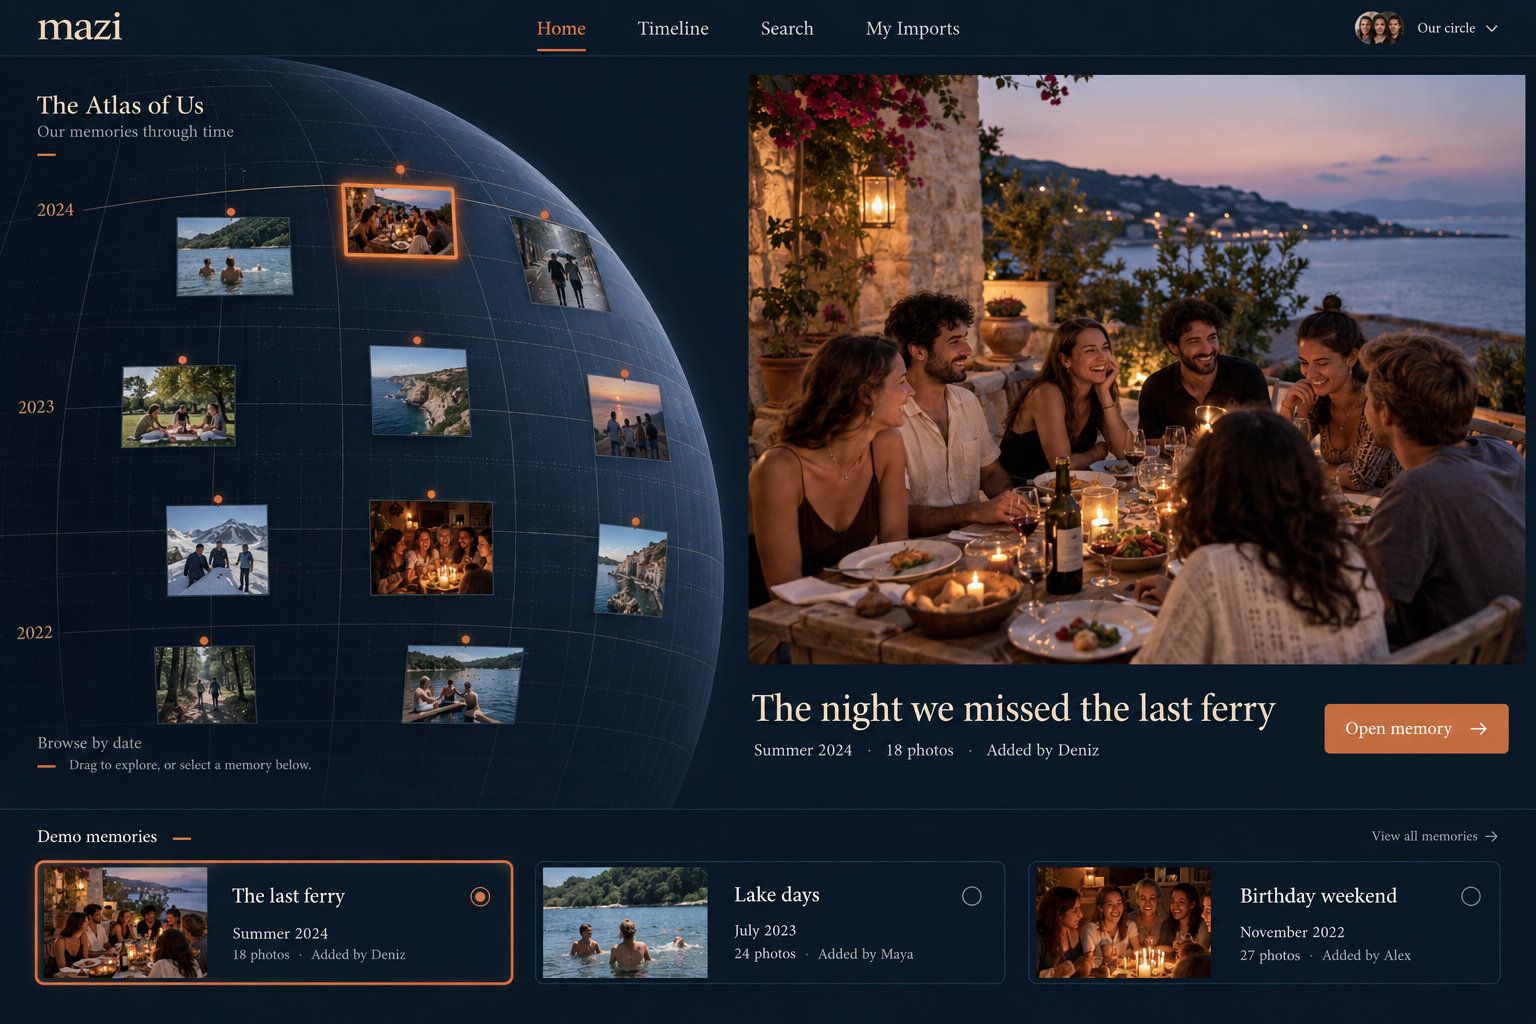 mazi
Home
Timeline
Search
My Imports
Our circle
The Atlas of Us
Our memories through time
2024
2023
2022
Browse by date
Drag to explore, or select a memory below.
The night we missed the last ferry
Summer 2024 · 18 photos · Added by Deniz
Open memory →
Demo memories
View all memories →
The last ferry
Summer 2024
18 photos · Added by Deniz
Lake days
July 2023
24 photos · Added by Maya
Birthday weekend
November 2022
27 photos · Added by Alex